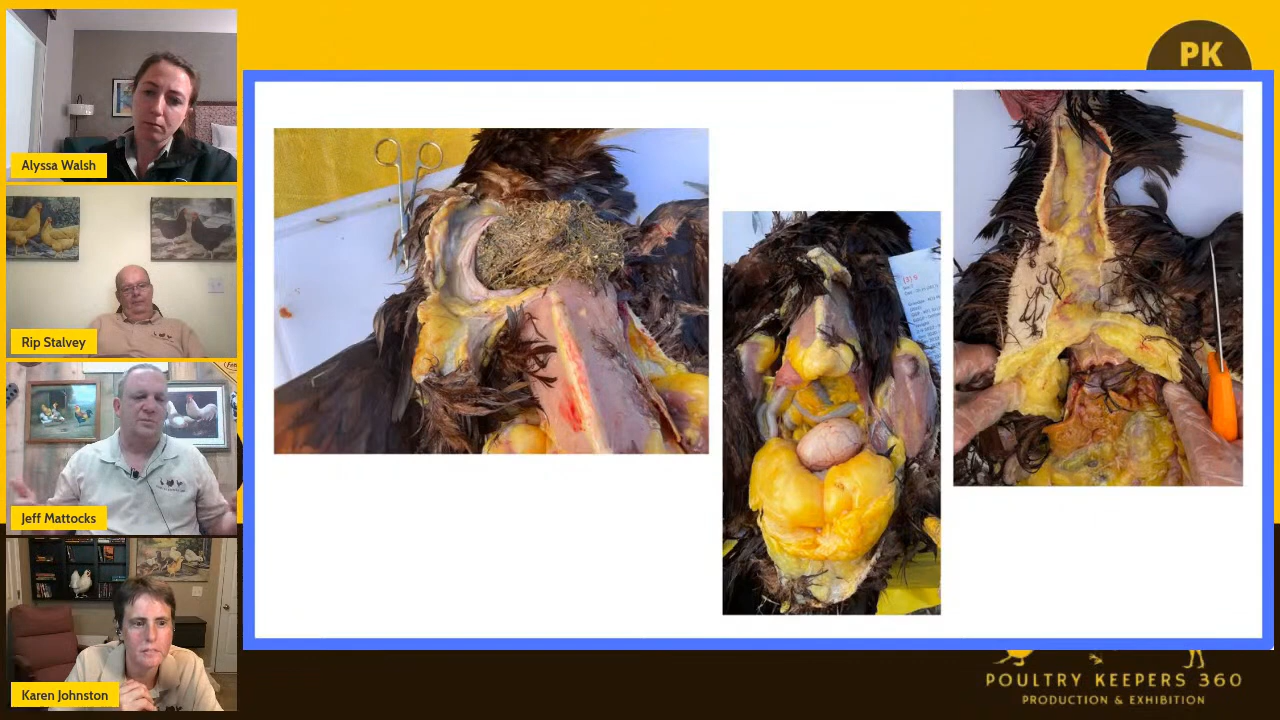 PK
Alyssa Walsh
Rip Stalvey
Jeff Mattocks
Karen Johnston
POULTRY KEEPERS 360
PRODUCTION & EXHIBITION